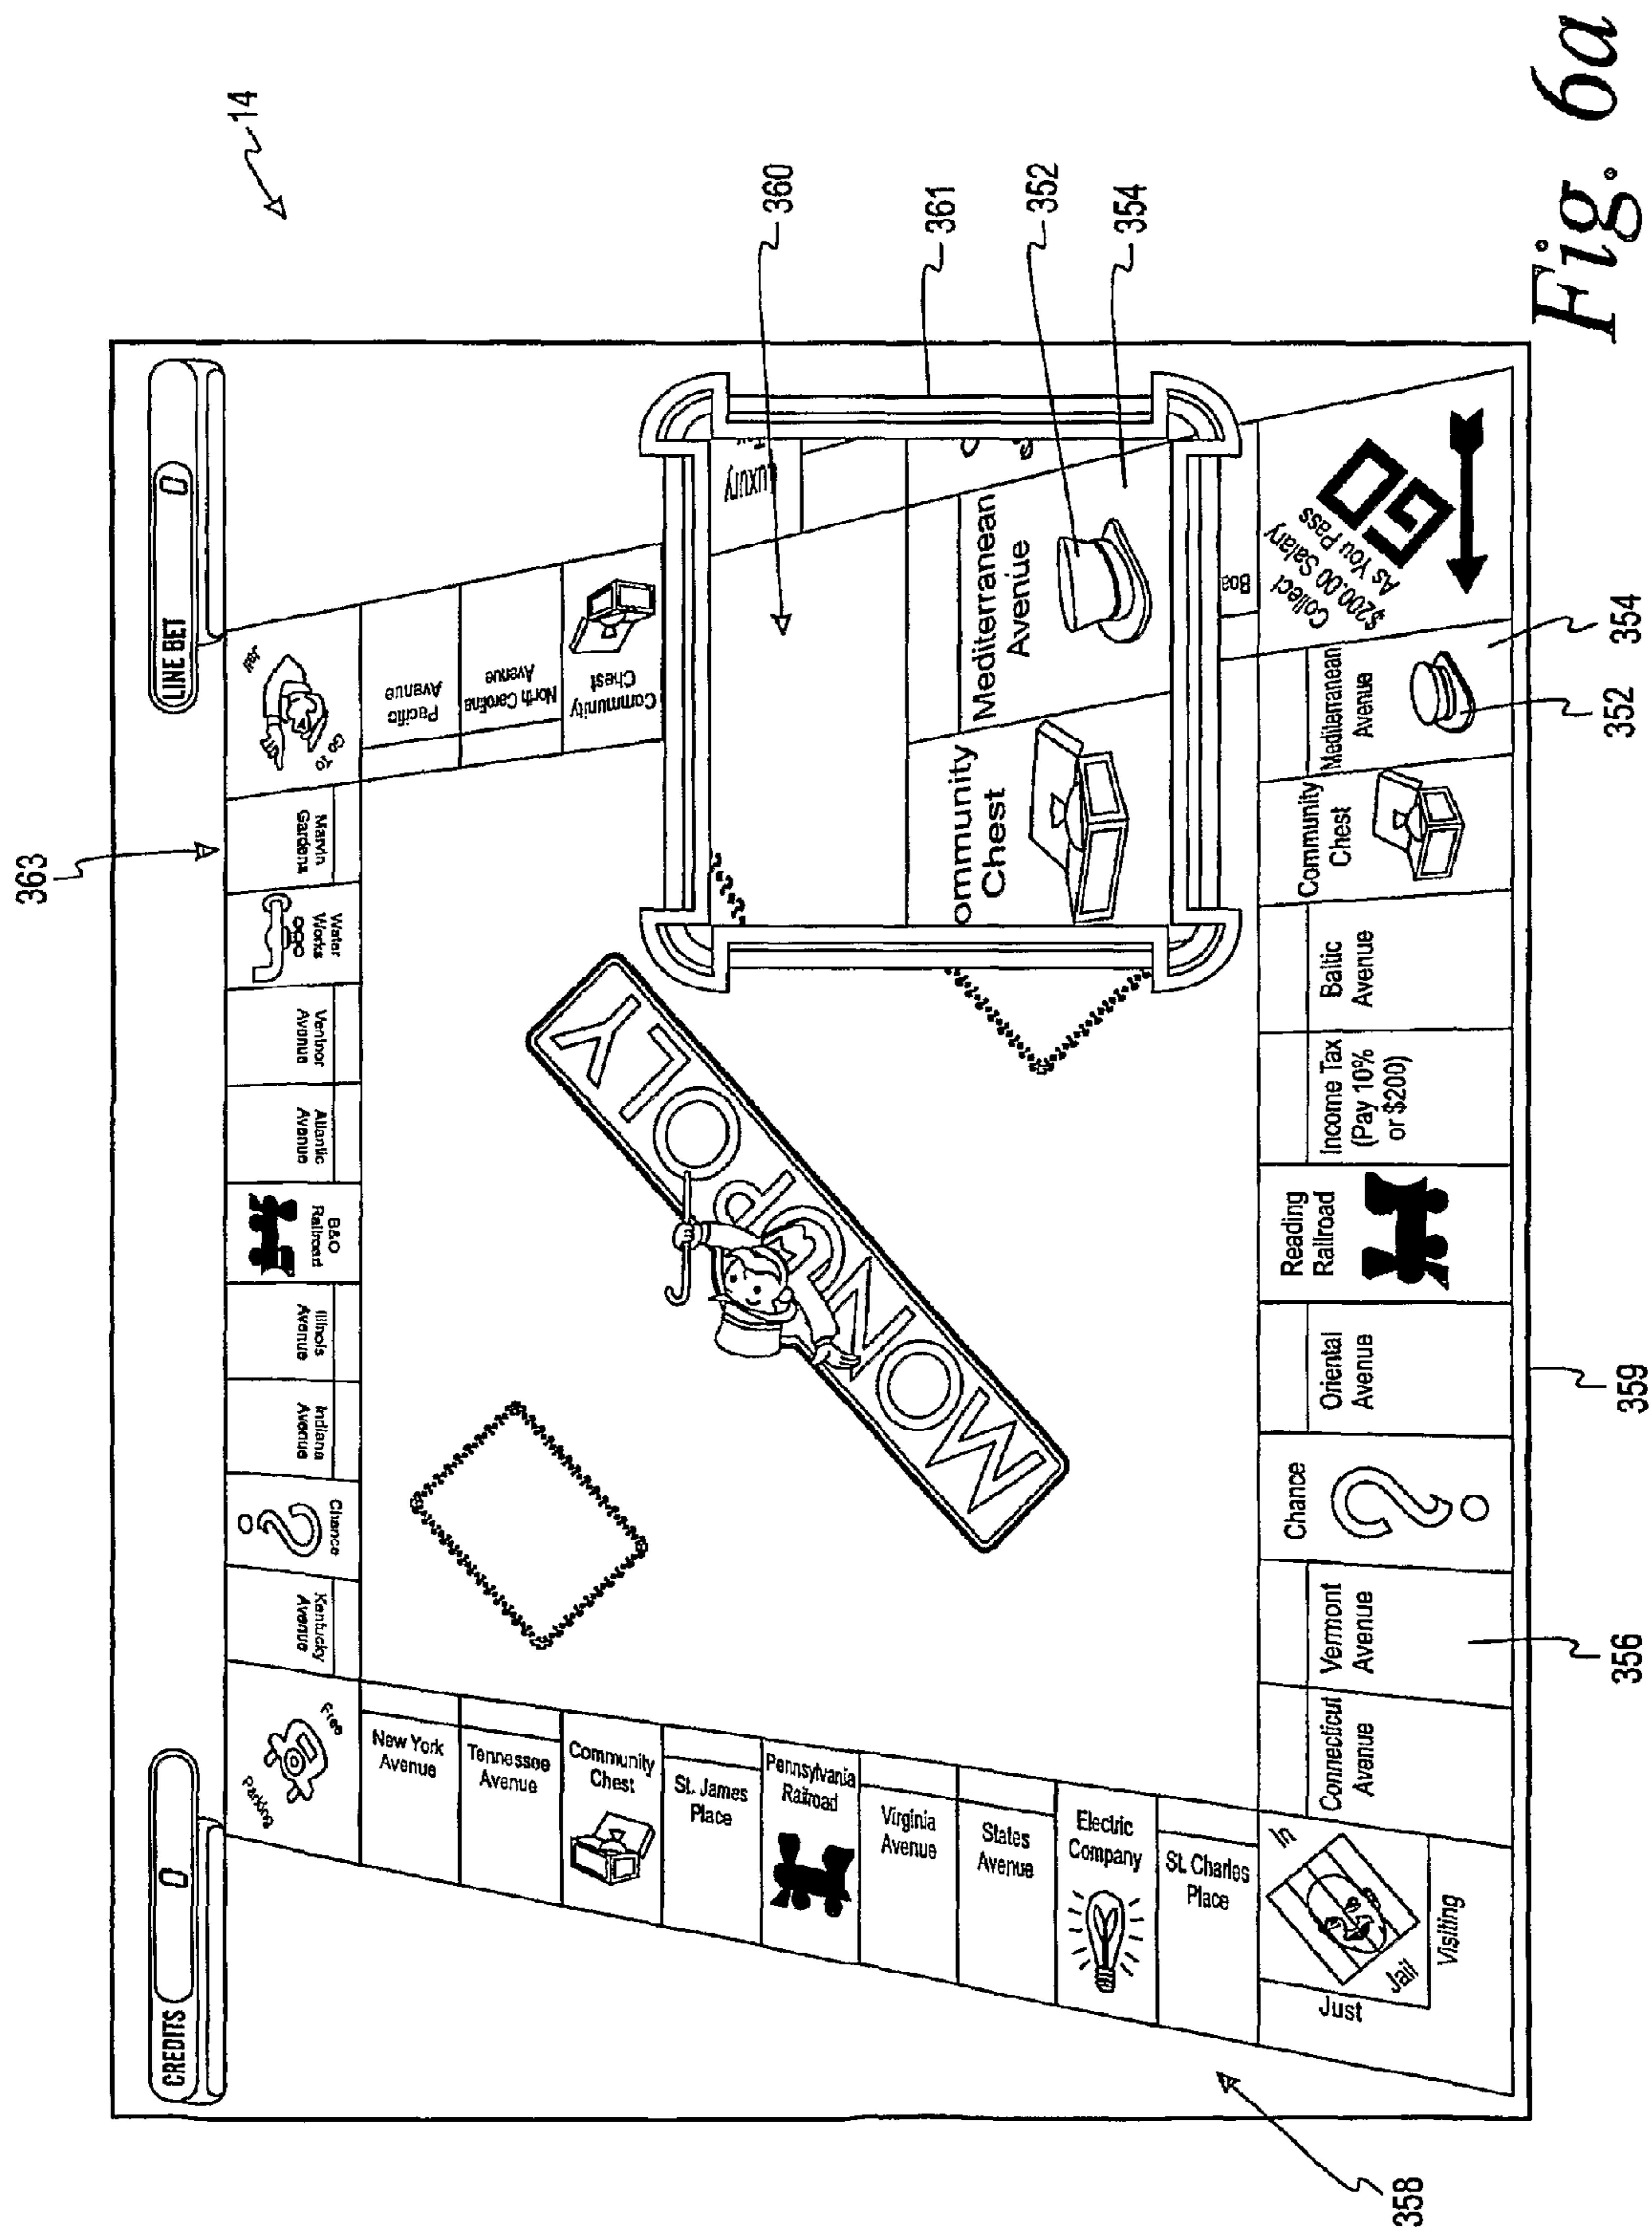 14
363
CREDITS
0
LINE BET
0
Free
Parking
Kentucky
Avenue
Chance
Indiana
Avenue
Illinois
Avenue
B&O
Railroad
Atlantic
Avenue
Ventnor
Avenue
Water
Works
Marvin
Gardens
Go To
Jail
New York
Avenue
Tennessee
Avenue
Community
Chest
St. James
Place
Pennsylvania
Railroad
Virginia
Avenue
States
Avenue
Electric
Company
St. Charles
Place
MONOPOLY
Pacific
Avenue
North Carolina
Avenue
Community
Chest
360
361
352
354
Luxury
ommunity
Chest
Mediterranean
Avenue
Boa
In
Jail
Just
Visiting
Connecticut
Avenue
Vermont
Avenue
Chance
Oriental
Avenue
Reading
Railroad
Income Tax
(Pay 10%
or $200)
Baltic
Avenue
Community
Chest
Mediterranean
Avenue
Collect
$200.00 Salary
As You Pass
GO
358
356
359
352
354
Fig. 6a